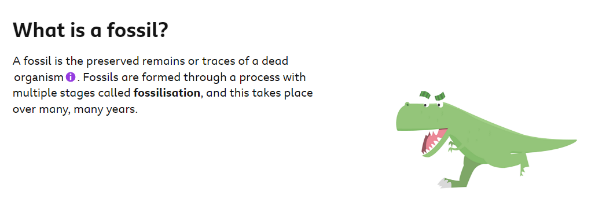 What is a fossil?
A fossil is the preserved remains or traces of a dead
organism i. Fossils are formed through a process with
multiple stages called fossilisation, and this takes place
over many, many years.